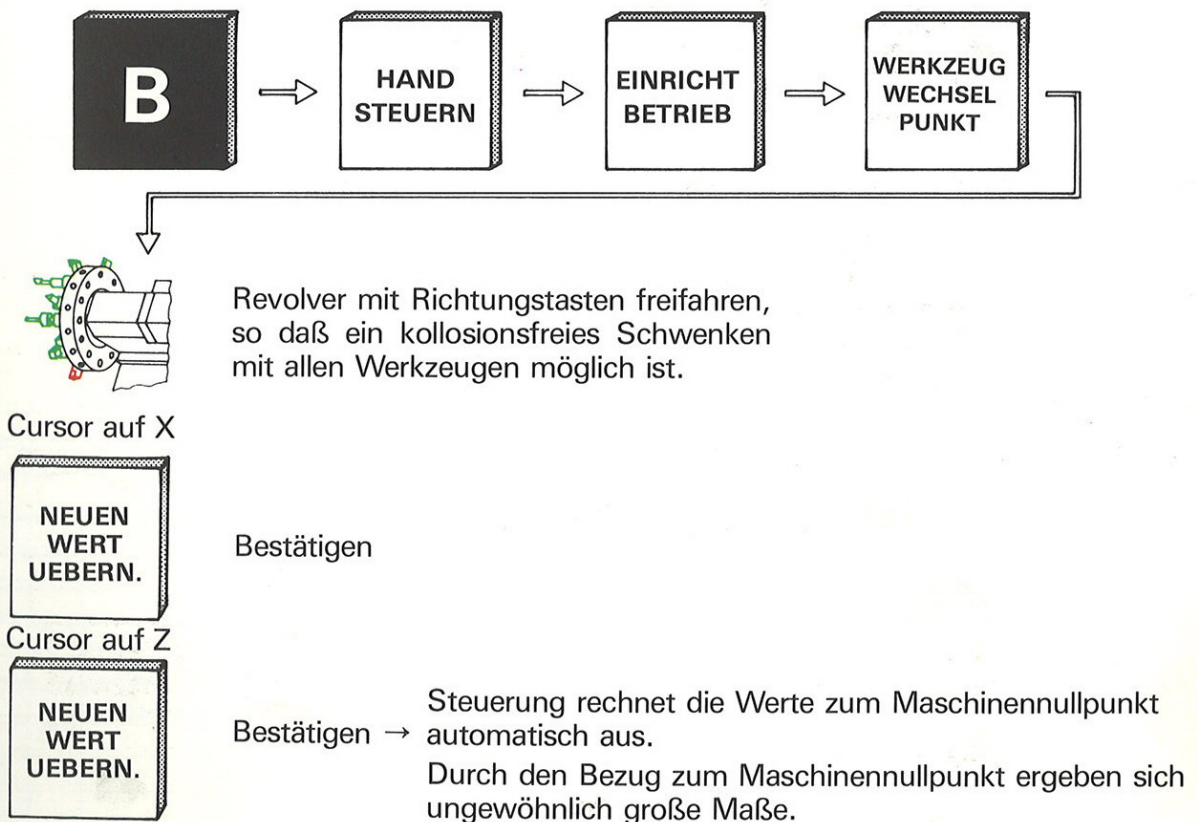 B
HAND
STEUERN
EINRICHT
BETRIEB
WERKZEUG
WECHSEL
PUNKT
Revolver mit Richtungstasten freifahren,
so daß ein kollosionsfreies Schwenken
mit allen Werkzeugen möglich ist.
Cursor auf X
NEUEN
WERT
UEBERN.
Bestätigen
Cursor auf Z
NEUEN
WERT
UEBERN.
Bestätigen → Steuerung rechnet die Werte zum Maschinennullpunkt
automatisch aus.
Durch den Bezug zum Maschinennullpunkt ergeben sich
ungewöhnlich große Maße.